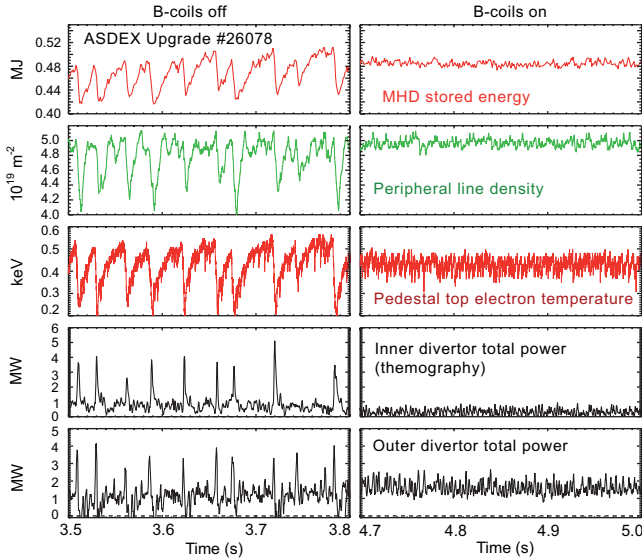 B-coils off
B-coils on
ASDEX Upgrade #26078
0.52
0.48
0.44
0.40
MJ
MHD stored energy
5.0
4.8
4.6
4.4
4.2
4.0
10^19 m^-2
Peripheral line density
0.6
0.5
0.4
0.3
0.2
keV
Pedestal top electron temperature
5
4
3
2
1
0
MW
Inner divertor total power
(themography)
5
4
3
2
1
0
MW
Outer divertor total power
3.5 3.6 3.7 3.8
4.7 4.8 4.9 5.0
Time (s)
Time (s)